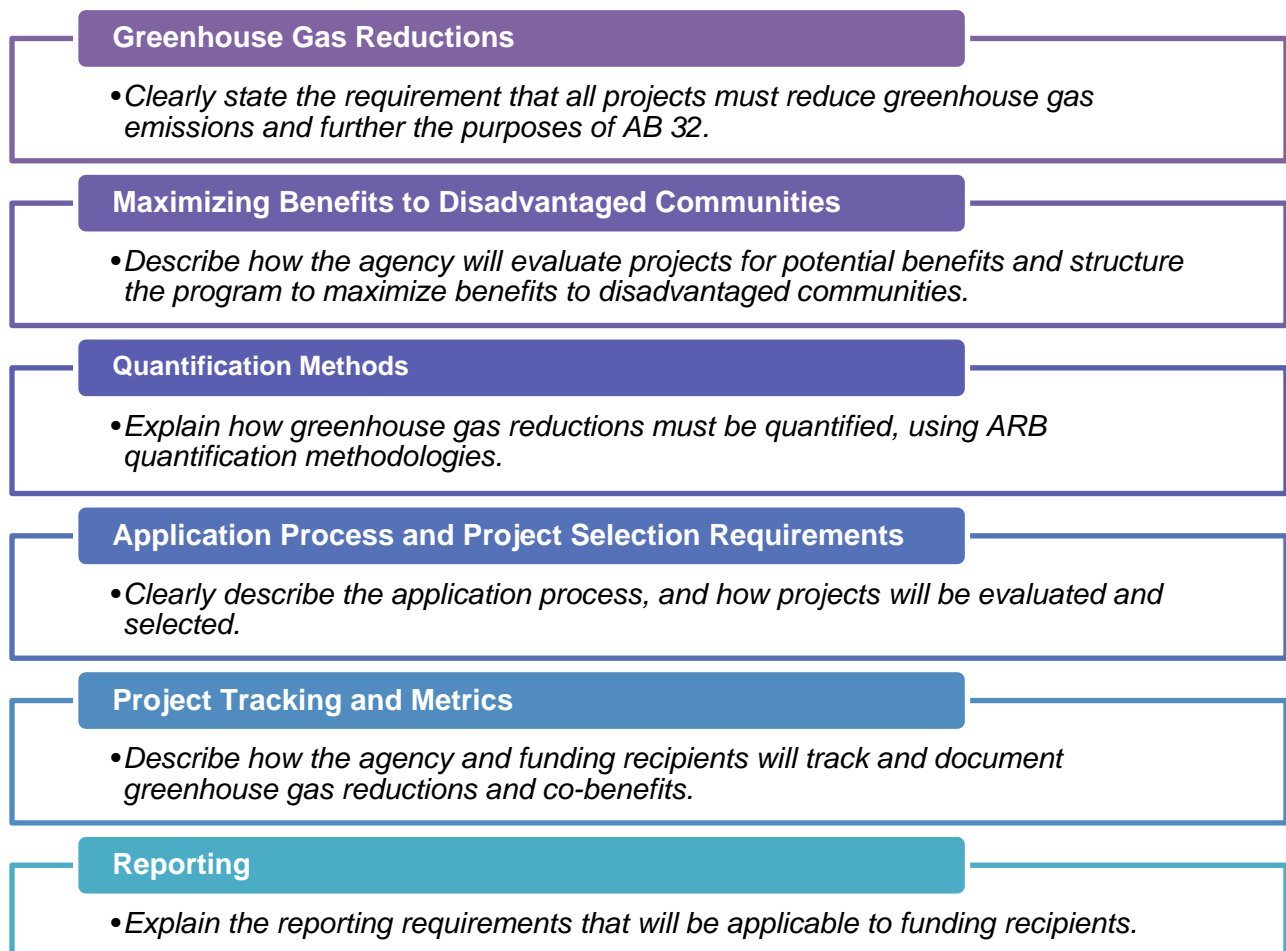 Greenhouse Gas Reductions
•Clearly state the requirement that all projects must reduce greenhouse gas
emissions and further the purposes of AB 32.
Maximizing Benefits to Disadvantaged Communities
•Describe how the agency will evaluate projects for potential benefits and structure
the program to maximize benefits to disadvantaged communities.
Quantification Methods
•Explain how greenhouse gas reductions must be quantified, using ARB
quantification methodologies.
Application Process and Project Selection Requirements
•Clearly describe the application process, and how projects will be evaluated and
selected.
Project Tracking and Metrics
•Describe how the agency and funding recipients will track and document
greenhouse gas reductions and co-benefits.
Reporting
•Explain the reporting requirements that will be applicable to funding recipients.